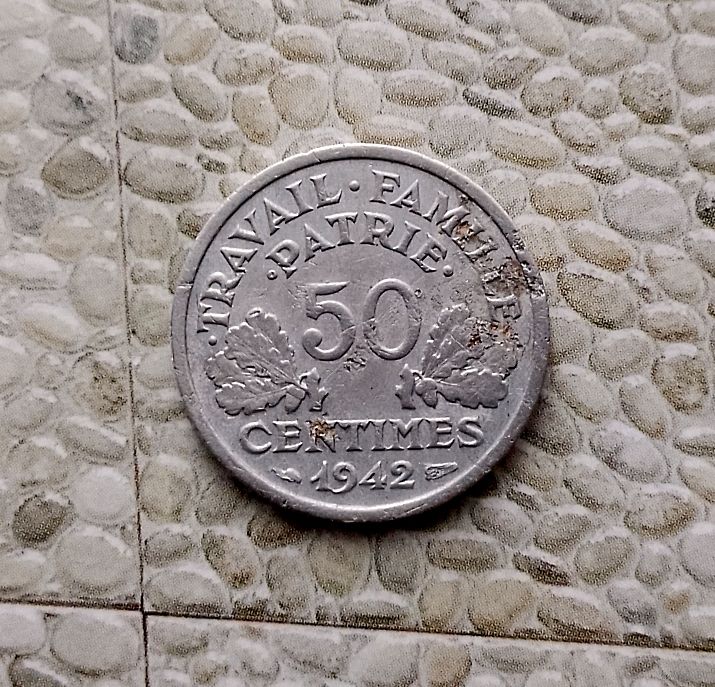 · TRAVAIL · FAMILLE
· PATRIE ·
50
CENTIMES
1942